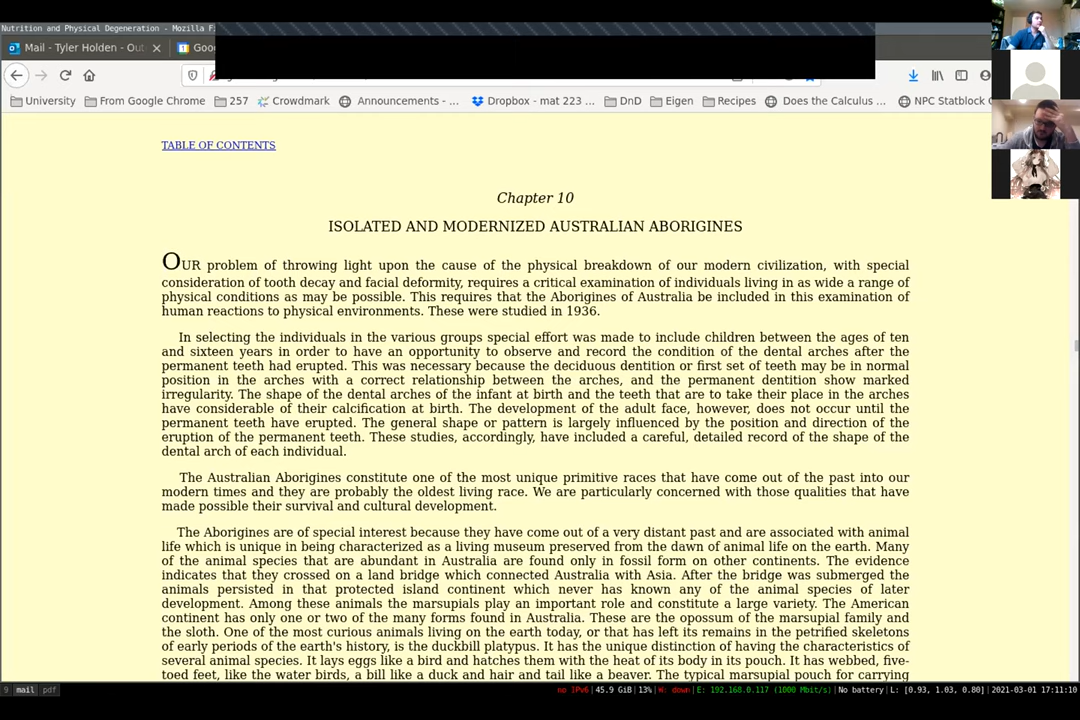 Nutrition and Physical Degeneration - Mozilla Fi
Mail - Tyler Holden - Out
Goo
University
From Google Chrome
257
Crowdmark
Announcements - ...
Dropbox - mat 223 ...
DnD
Eigen
Recipes
Does the Calculus ...
NPC Statblock
TABLE OF CONTENTS
Chapter 10
ISOLATED AND MODERNIZED AUSTRALIAN ABORIGINES
OUR problem of throwing light upon the cause of the physical breakdown of our modern civilization, with special
consideration of tooth decay and facial deformity, requires a critical examination of individuals living in as wide a range of
physical conditions as may be possible. This requires that the Aborigines of Australia be included in this examination of
human reactions to physical environments. These were studied in 1936.
In selecting the individuals in the various groups special effort was made to include children between the ages of ten
and sixteen years in order to have an opportunity to observe and record the condition of the dental arches after the
permanent teeth had erupted. This was necessary because the deciduous dentition or first set of teeth may be in normal
position in the arches with a correct relationship between the arches, and the permanent dentition show marked
irregularity. The shape of the dental arches of the infant at birth and the teeth that are to take their place in the arches
have considerable of their calcification at birth. The development of the adult face, however, does not occur until the
permanent teeth have erupted. The general shape or pattern is largely influenced by the position and direction of the
eruption of the permanent teeth. These studies, accordingly, have included a careful, detailed record of the shape of the
dental arch of each individual.
The Australian Aborigines constitute one of the most unique primitive races that have come out of the past into our
modern times and they are probably the oldest living race. We are particularly concerned with those qualities that have
made possible their survival and cultural development.
The Aborigines are of special interest because they have come out of a very distant past and are associated with animal
life which is unique in being characterized as a living museum preserved from the dawn of animal life on the earth. Many
of the animal species that are abundant in Australia are found only in fossil form on other continents. The evidence
indicates that they crossed on a land bridge which connected Australia with Asia. After the bridge was submerged the
animals persisted in that protected island continent which never has known any of the animal species of later
development. Among these animals the marsupials play an important role and constitute a large variety. The American
continent has only one or two of the many forms found in Australia. These are the opossum of the marsupial family and
the sloth. One of the most curious animals living on the earth today, or that has left its remains in the petrified skeletons
of early periods of the earth's history, is the duckbill platypus. It has the unique distinction of having the characteristics of
several animal species. It lays eggs like a bird and hatches them with the heat of its body in its pouch. It has webbed, five-
toed feet, like the water birds, a bill like a duck and hair and tail like a beaver. The typical marsupial pouch for carrying
9 mail pdf
no IPv6|45.9 GiB|13%|W: down|E: 192.168.0.117 (1000 Mbit/s)|No battery|L: [0.93, 1.03, 0.80]|2021-03-01 17:11:10